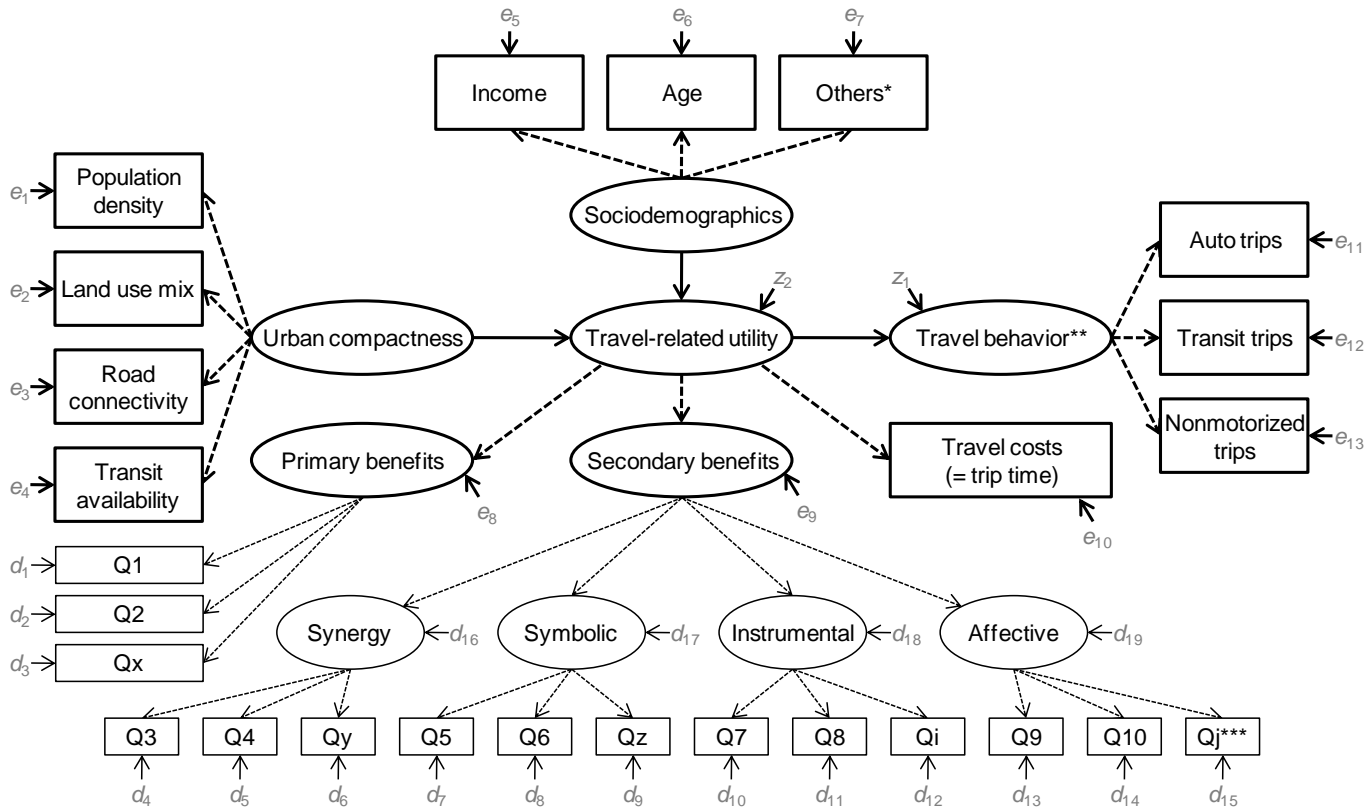 e5 e6 e7
Income Age Others*
Population
density
e1
Sociodemographics
Auto trips
e11
Land use mix
e2
z2 z1
Urban compactness Travel-related utility Travel behavior**
Transit trips
e12
Road
connectivity
e3
Nonmotorized
trips
e13
Primary benefits Secondary benefits
Travel costs
(= trip time)
Transit
availability
e4
e8 e9 e10
d1 Q1
d2 Q2
d3 Qx
Synergy d16 Symbolic d17 Instrumental d18 Affective d19
Q3 Q4 Qy Q5 Q6 Qz Q7 Q8 Qi Q9 Q10 Qj***
d4 d5 d6 d7 d8 d9 d10 d11 d12 d13 d14 d15